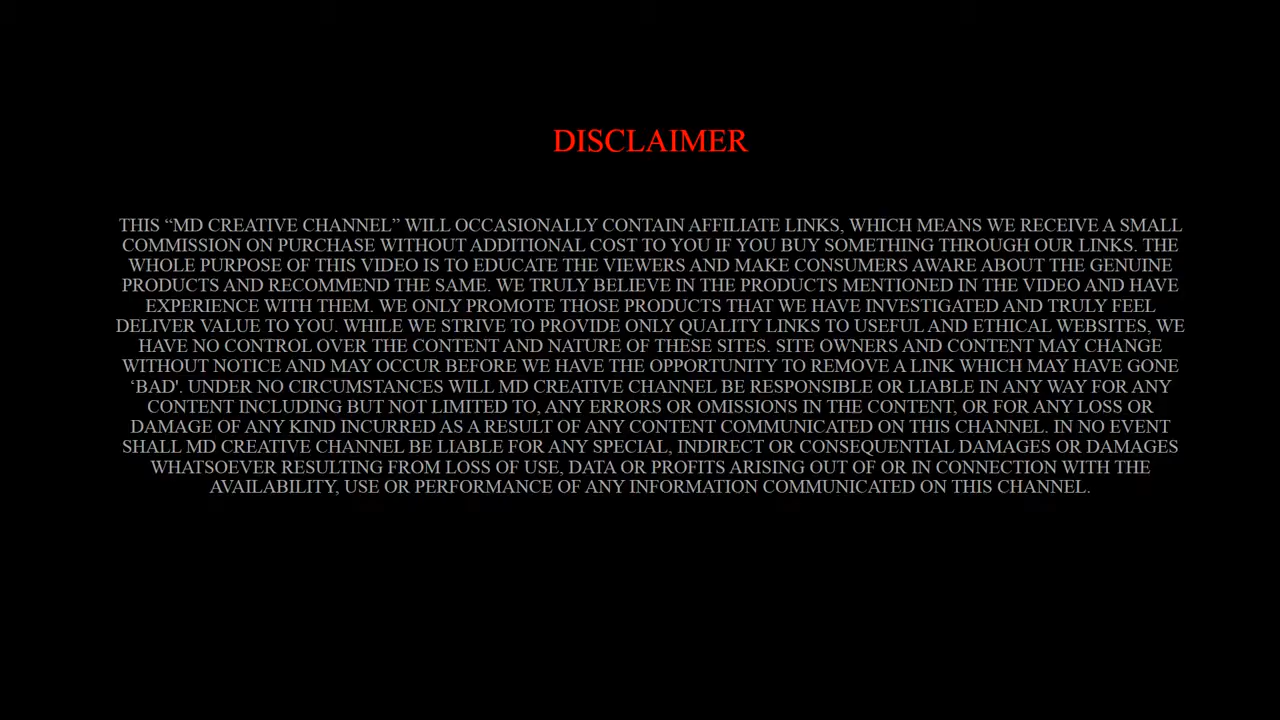 DISCLAIMER
THIS “MD CREATIVE CHANNEL” WILL OCCASIONALLY CONTAIN AFFILIATE LINKS, WHICH MEANS WE RECEIVE A SMALL
COMMISSION ON PURCHASE WITHOUT ADDITIONAL COST TO YOU IF YOU BUY SOMETHING THROUGH OUR LINKS. THE
WHOLE PURPOSE OF THIS VIDEO IS TO EDUCATE THE VIEWERS AND MAKE CONSUMERS AWARE ABOUT THE GENUINE
PRODUCTS AND RECOMMEND THE SAME. WE TRULY BELIEVE IN THE PRODUCTS MENTIONED IN THE VIDEO AND HAVE
EXPERIENCE WITH THEM. WE ONLY PROMOTE THOSE PRODUCTS THAT WE HAVE INVESTIGATED AND TRULY FEEL
DELIVER VALUE TO YOU. WHILE WE STRIVE TO PROVIDE ONLY QUALITY LINKS TO USEFUL AND ETHICAL WEBSITES, WE
HAVE NO CONTROL OVER THE CONTENT AND NATURE OF THESE SITES. SITE OWNERS AND CONTENT MAY CHANGE
WITHOUT NOTICE AND MAY OCCUR BEFORE WE HAVE THE OPPORTUNITY TO REMOVE A LINK WHICH MAY HAVE GONE
‘BAD'. UNDER NO CIRCUMSTANCES WILL MD CREATIVE CHANNEL BE RESPONSIBLE OR LIABLE IN ANY WAY FOR ANY
CONTENT INCLUDING BUT NOT LIMITED TO, ANY ERRORS OR OMISSIONS IN THE CONTENT, OR FOR ANY LOSS OR
DAMAGE OF ANY KIND INCURRED AS A RESULT OF ANY CONTENT COMMUNICATED ON THIS CHANNEL. IN NO EVENT
SHALL MD CREATIVE CHANNEL BE LIABLE FOR ANY SPECIAL, INDIRECT OR CONSEQUENTIAL DAMAGES OR DAMAGES
WHATSOEVER RESULTING FROM LOSS OF USE, DATA OR PROFITS ARISING OUT OF OR IN CONNECTION WITH THE
AVAILABILITY, USE OR PERFORMANCE OF ANY INFORMATION COMMUNICATED ON THIS CHANNEL.